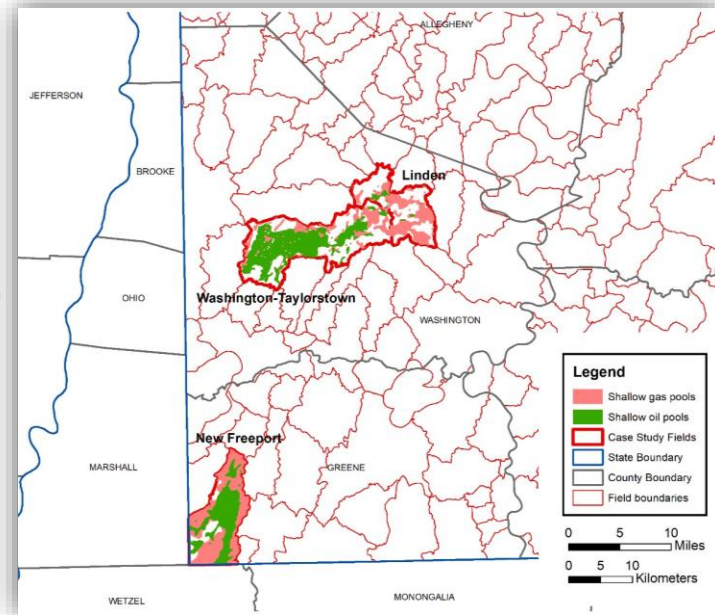 ALLEGHENY
JEFFERSON
BROOKE
Linden
OHIO
Washington-Taylorstown
WASHINGTON
New Freeport
MARSHALL
GREENE
WETZEL
MONONGALIA
Legend
Shallow gas pools
Shallow oil pools
Case Study Fields
State Boundary
County Boundary
Field boundaries
0 5 10
Miles
0 5 10
Kilometers